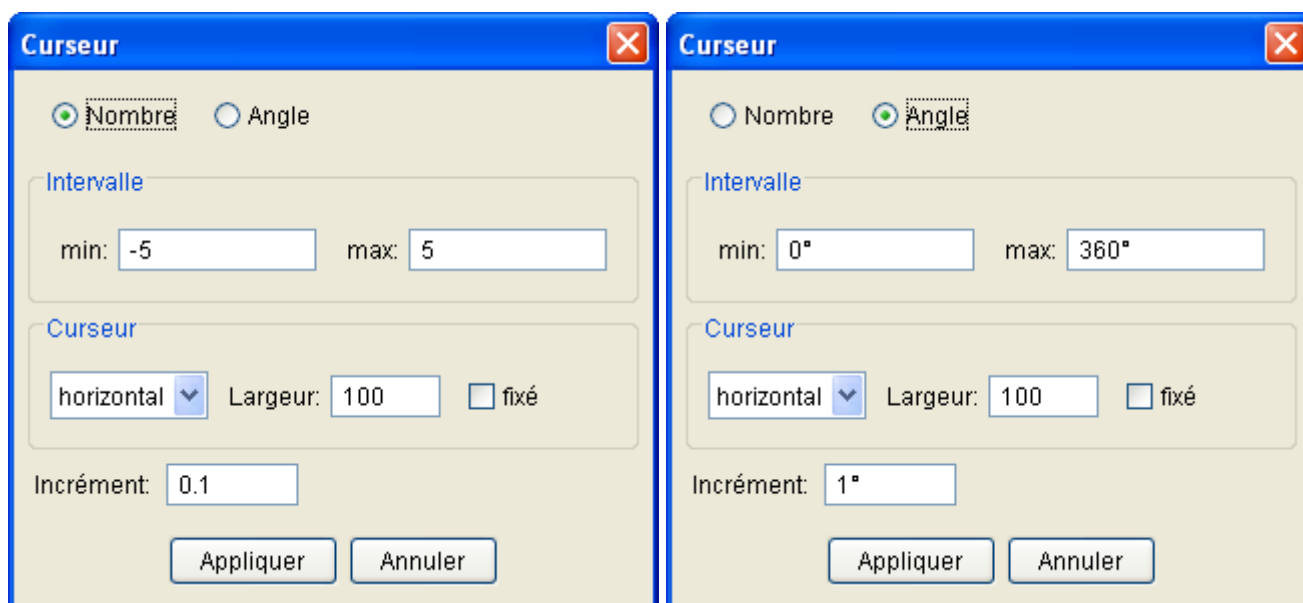 Curseur
Nombre Angle
Intervalle
min: -5 max: 5
Curseur
horizontal Largeur: 100 fixé
Incrément: 0.1
Appliquer Annuler
Curseur
Nombre Angle
Intervalle
min: 0° max: 360°
Curseur
horizontal Largeur: 100 fixé
Incrément: 1°
Appliquer Annuler